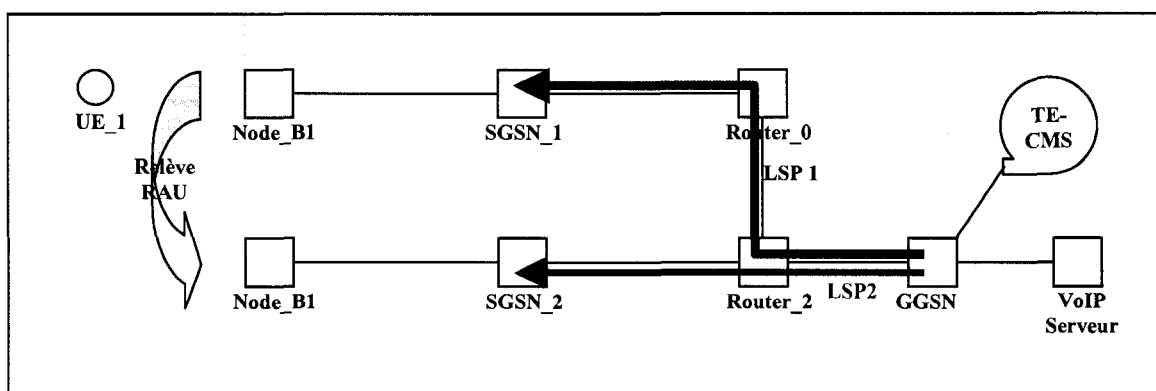 UE_1
Node_B1
SGSN_1
Router_0
TE-
CMS
Relève
RAU
LSP 1
Node_B1
SGSN_2
Router_2
LSP2
GGSN
VoIP
Serveur